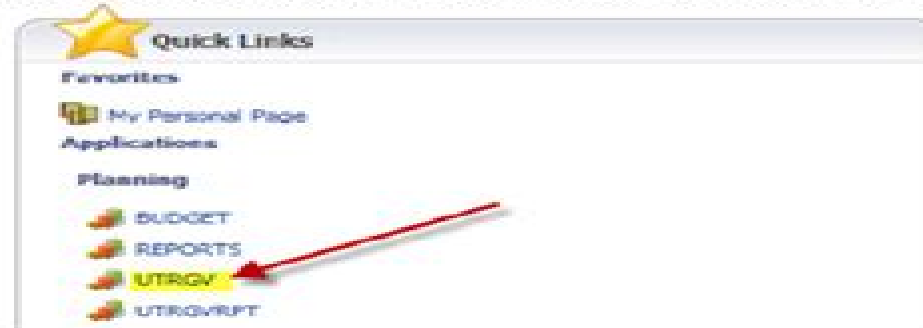 Quick Links
Favorites
My Personal Page
Applications
Planning
BUDGET
REPORTS
UTRGV
UTRGVRPT